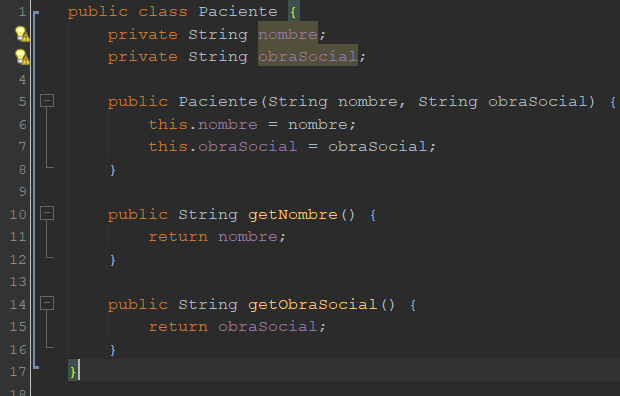 1 public class Paciente {
private String nombre;
private String obraSocial;
4
5 public Paciente(String nombre, String obraSocial) {
6 this.nombre = nombre;
7 this.obraSocial = obraSocial;
8 }
9
10 public String getNombre() {
11 return nombre;
12 }
13
14 public String getObraSocial() {
15 return obraSocial;
16 }
17 }
18